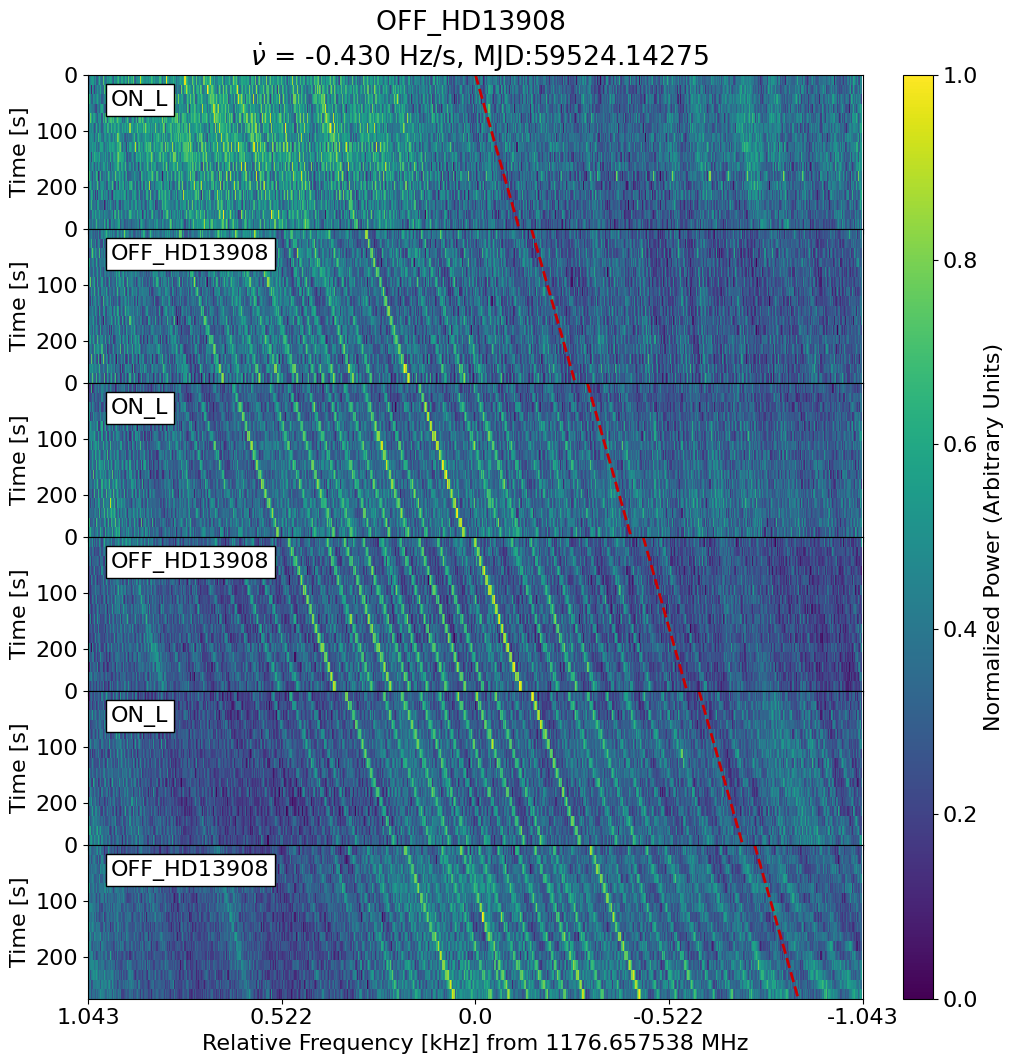 OFF_HD13908
ν̇ = -0.430 Hz/s, MJD:59524.14275
0
ON_L
100
200
Time [s]
0
OFF_HD13908
100
200
Time [s]
0
ON_L
100
200
Time [s]
0
OFF_HD13908
100
200
Time [s]
0
ON_L
100
200
Time [s]
0
OFF_HD13908
100
200
Time [s]
1.043 0.522 0.0 -0.522 -1.043
Relative Frequency [kHz] from 1176.657538 MHz
1.0
0.8
0.6
0.4
0.2
0.0
Normalized Power (Arbitrary Units)